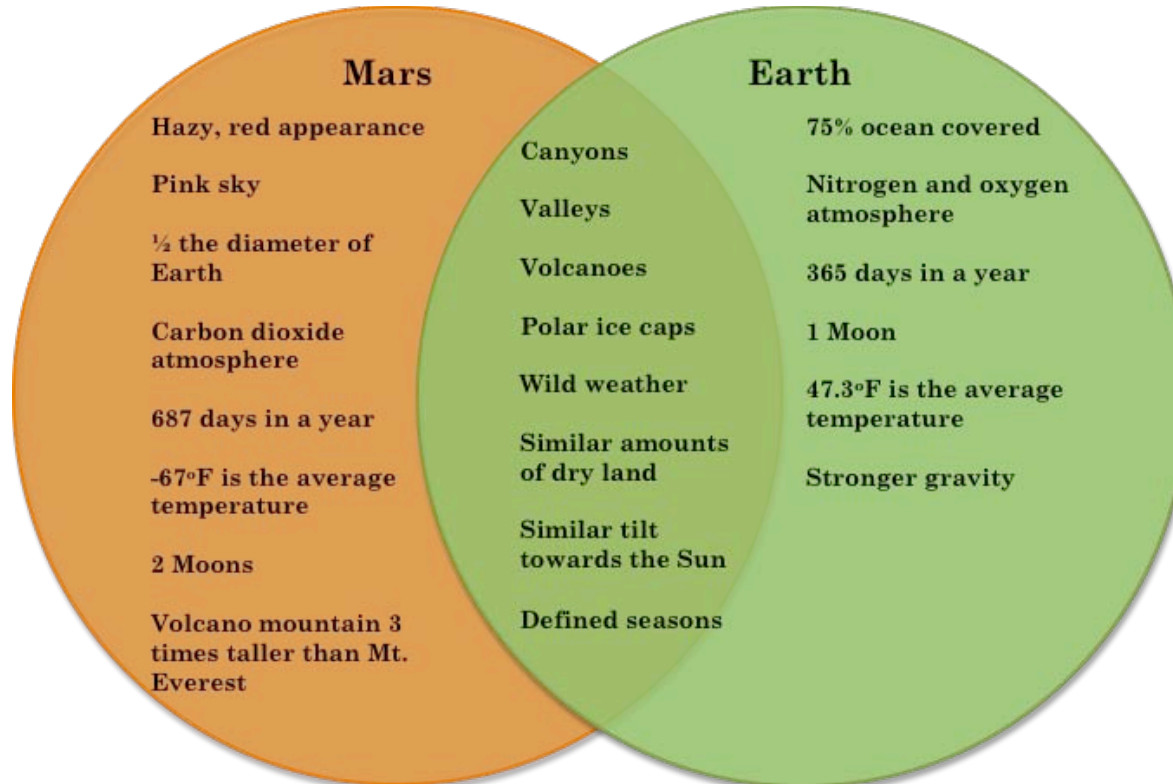 Mars
Hazy, red appearance
Pink sky
½ the diameter of
Earth
Carbon dioxide
atmosphere
687 days in a year
-67ºF is the average
temperature
2 Moons
Volcano mountain 3
times taller than Mt.
Everest
Canyons
Valleys
Volcanoes
Polar ice caps
Wild weather
Similar amounts
of dry land
Similar tilt
towards the Sun
Defined seasons
Earth
75% ocean covered
Nitrogen and oxygen
atmosphere
365 days in a year
1 Moon
47.3ºF is the average
temperature
Stronger gravity